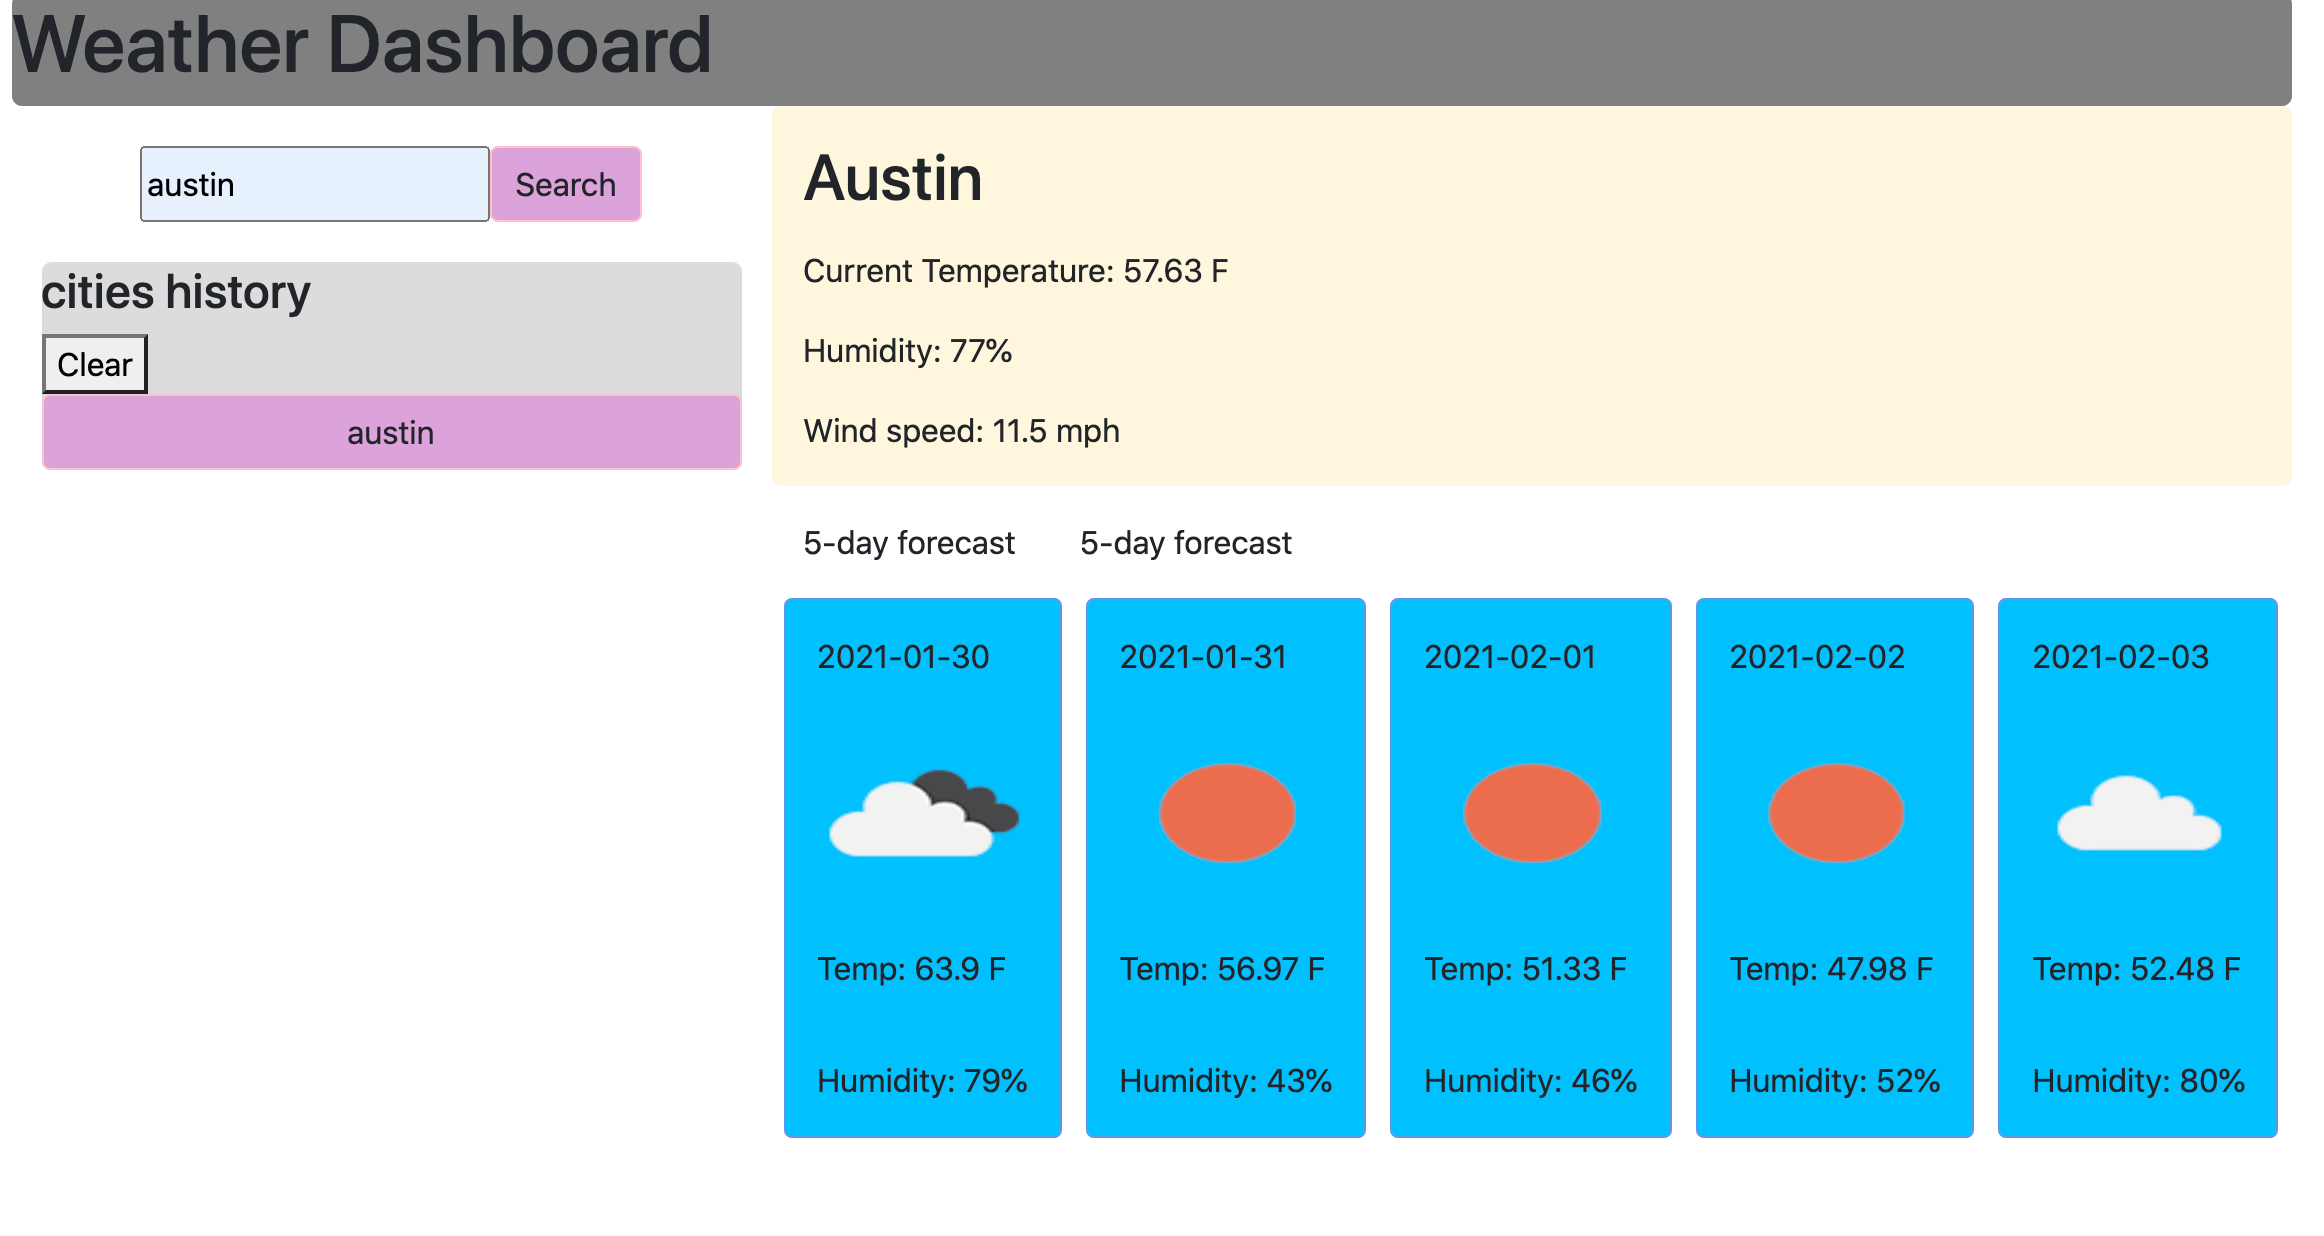 Weather Dashboard
austin
Search
cities history
Clear
austin
Austin
Current Temperature: 57.63 F
Humidity: 77%
Wind speed: 11.5 mph
5-day forecast
5-day forecast
2021-01-30
Temp: 63.9 F
Humidity: 79%
2021-01-31
Temp: 56.97 F
Humidity: 43%
2021-02-01
Temp: 51.33 F
Humidity: 46%
2021-02-02
Temp: 47.98 F
Humidity: 52%
2021-02-03
Temp: 52.48 F
Humidity: 80%